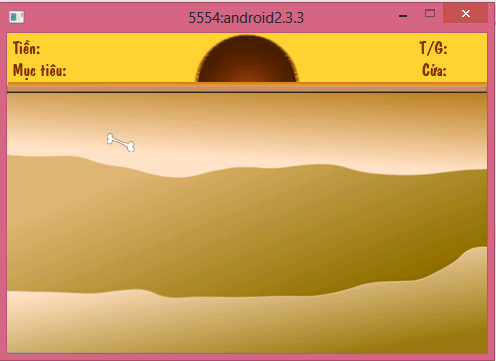 5554:android2.3.3
Tiền:
T/G:
Mục tiêu:
Cửa: